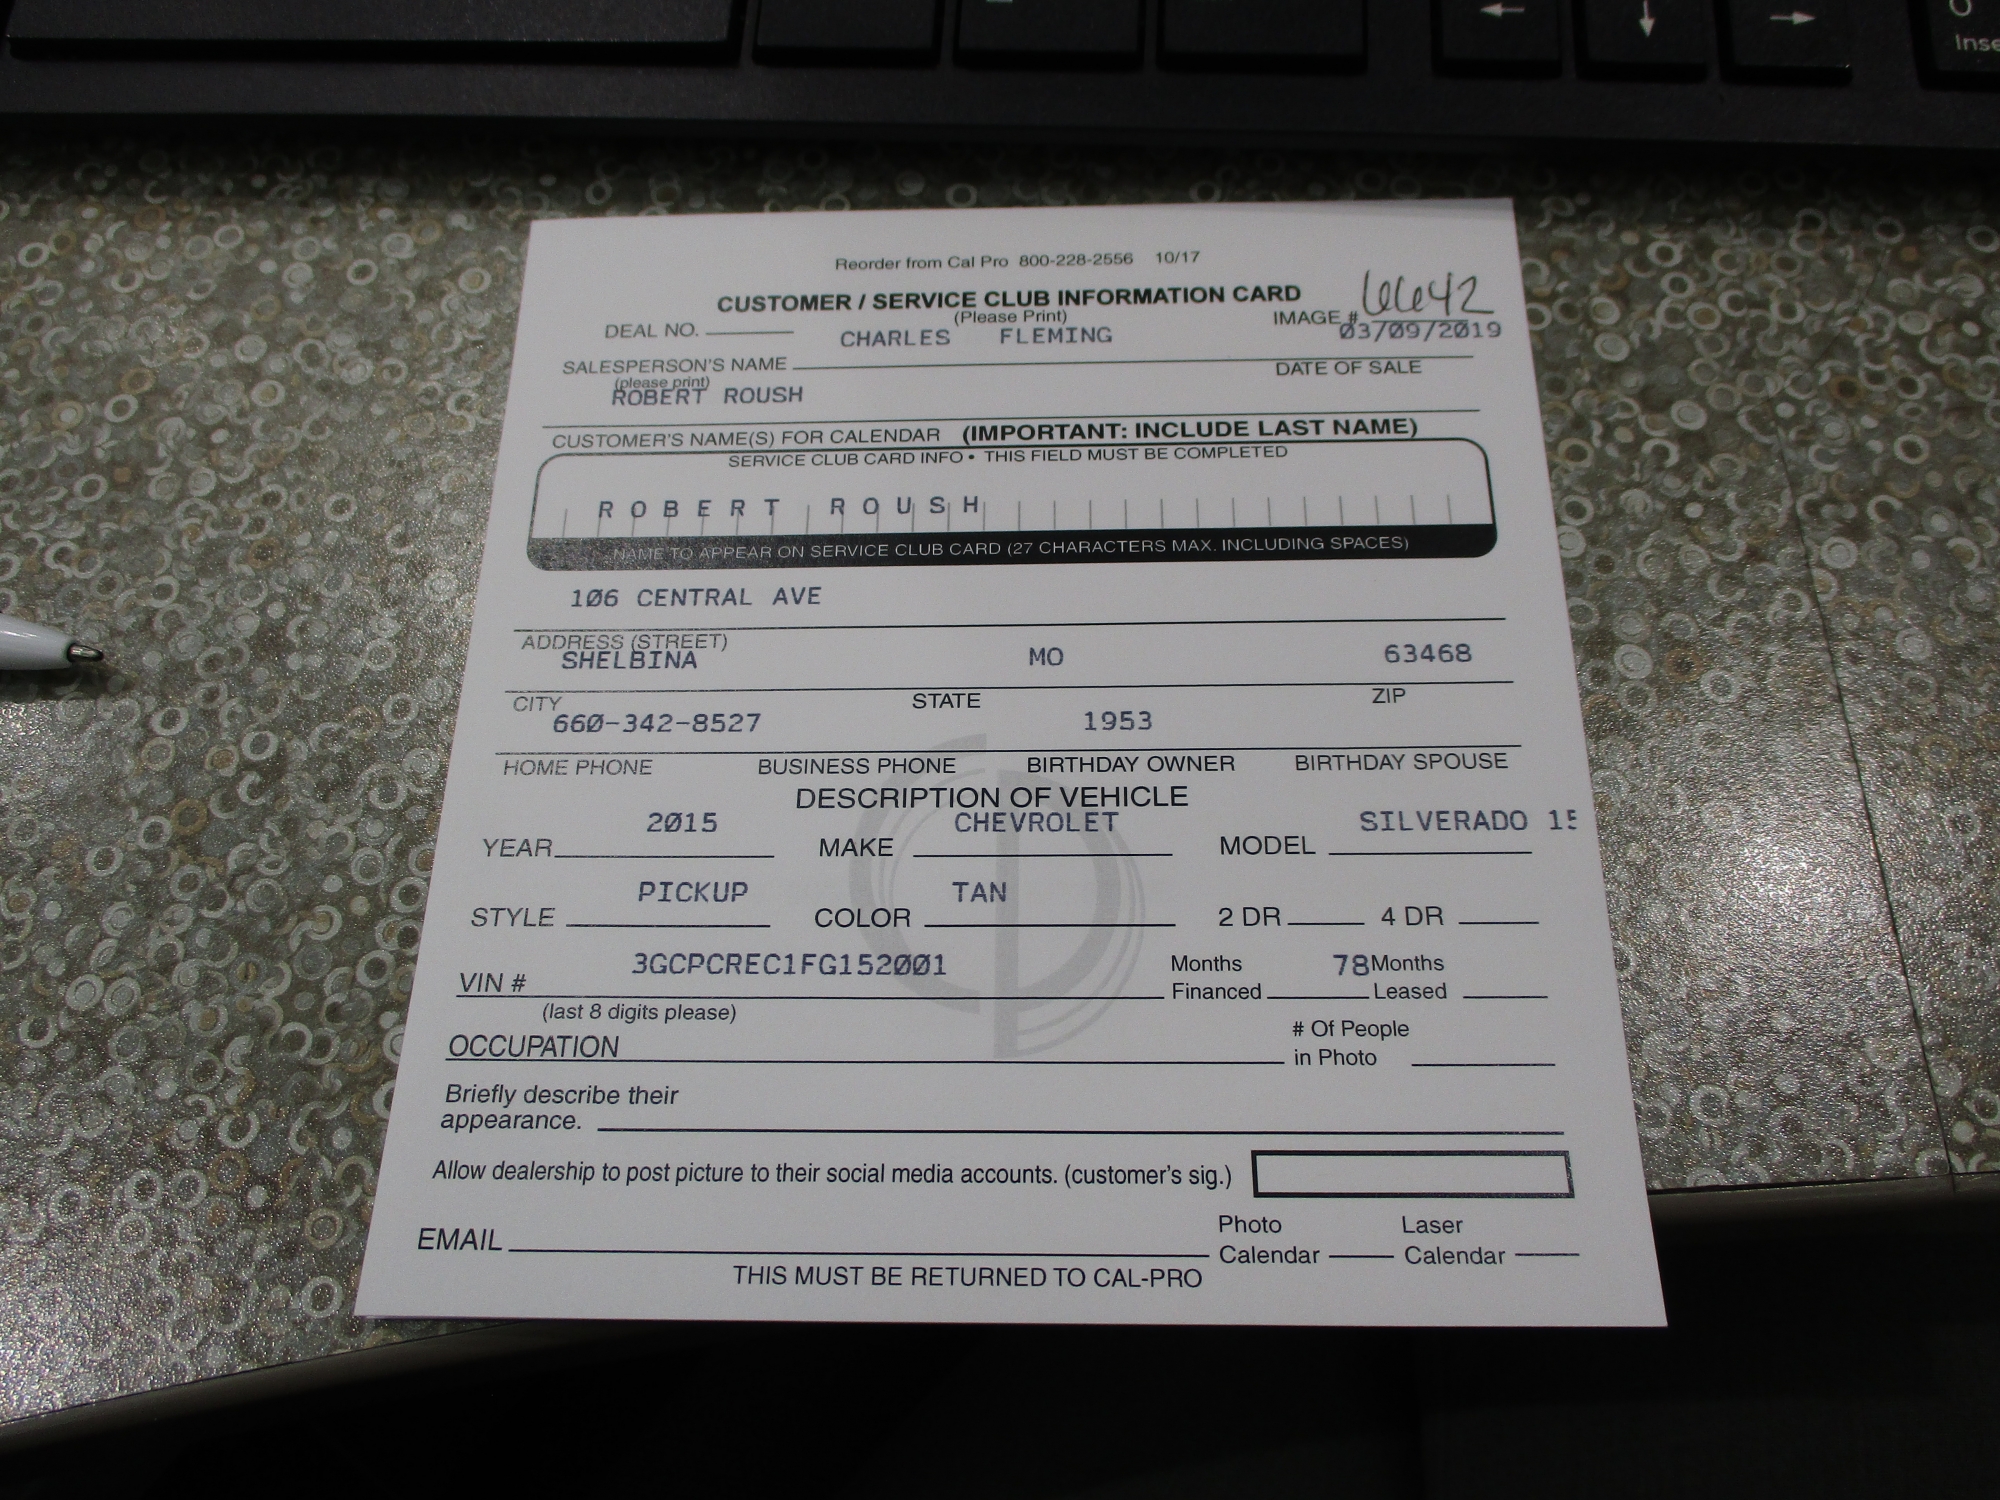 Inse
Reorder from Cal Pro 800-228-2556 10/17
CUSTOMER / SERVICE CLUB INFORMATION CARD
(Please Print)
DEAL NO.
IMAGE #
CHARLES FLEMING 03/09/2019
SALESPERSON'S NAME DATE OF SALE
(please print)
ROBERT ROUSH
CUSTOMER'S NAME(S) FOR CALENDAR (IMPORTANT: INCLUDE LAST NAME)
SERVICE CLUB CARD INFO • THIS FIELD MUST BE COMPLETED
ROBERT ROUSH
NAME TO APPEAR ON SERVICE CLUB CARD (27 CHARACTERS MAX. INCLUDING SPACES)
106 CENTRAL AVE
ADDRESS (STREET)
SHELBINA MO 63468
CITY STATE ZIP
660-342-8527 1953
HOME PHONE BUSINESS PHONE BIRTHDAY OWNER BIRTHDAY SPOUSE
DESCRIPTION OF VEHICLE
2015 CHEVROLET SILVERADO 15
YEAR MAKE MODEL
PICKUP TAN
STYLE COLOR 2 DR 4 DR
3GCPCREC1FG152001 Months 78 Months
VIN # Financed Leased
(last 8 digits please)
# Of People
OCCUPATION in Photo
Briefly describe their
appearance.
Allow dealership to post picture to their social media accounts. (customer's sig.)
Photo Laser
EMAIL Calendar Calendar
THIS MUST BE RETURNED TO CAL-PRO